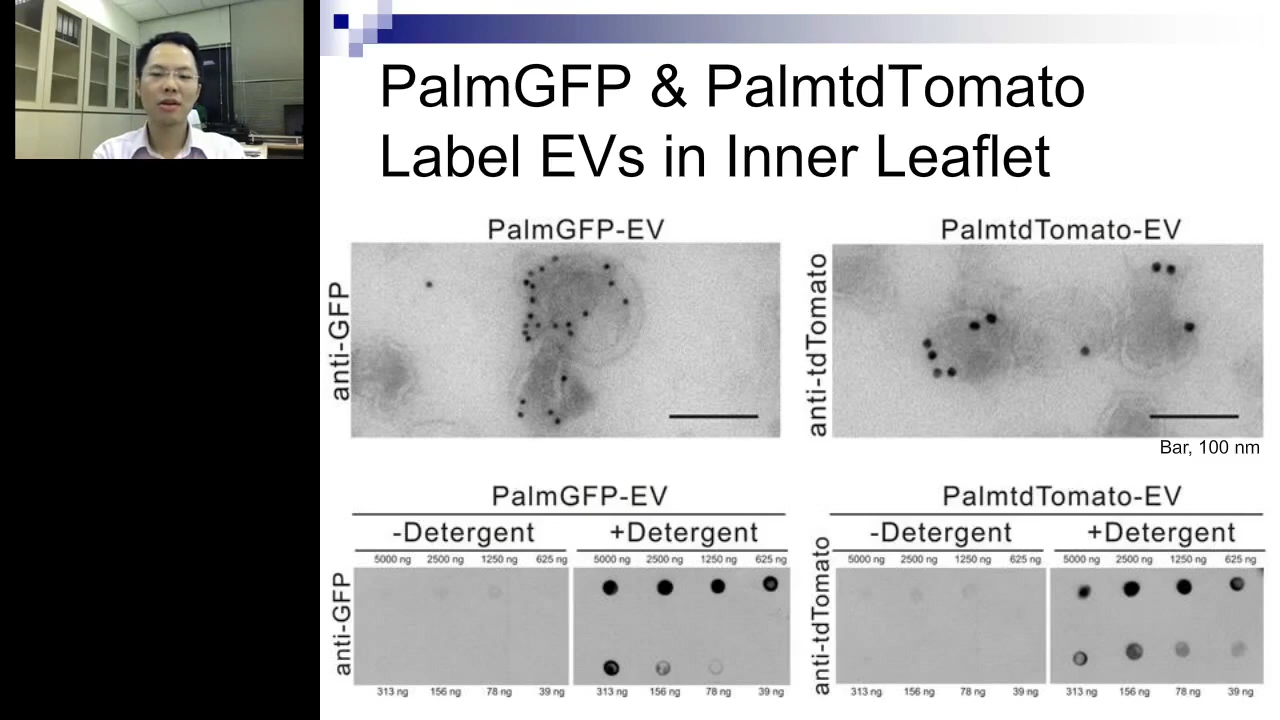 PalmGFP & PalmtdTomato
Label EVs in Inner Leaflet
PalmGFP-EV
anti-GFP
PalmtdTomato-EV
anti-tdTomato
Bar, 100 nm
PalmGFP-EV
-Detergent +Detergent
5000 ng 2500 ng 1250 ng 625 ng 5000 ng 2500 ng 1250 ng 625 ng
anti-GFP
313 ng 156 ng 78 ng 39 ng 313 ng 156 ng 78 ng 39 ng
PalmtdTomato-EV
-Detergent +Detergent
5000 ng 2500 ng 1250 ng 625 ng 5000 ng 2500 ng 1250 ng 625 ng
anti-tdTomato
313 ng 156 ng 78 ng 39 ng 313 ng 156 ng 78 ng 39 ng